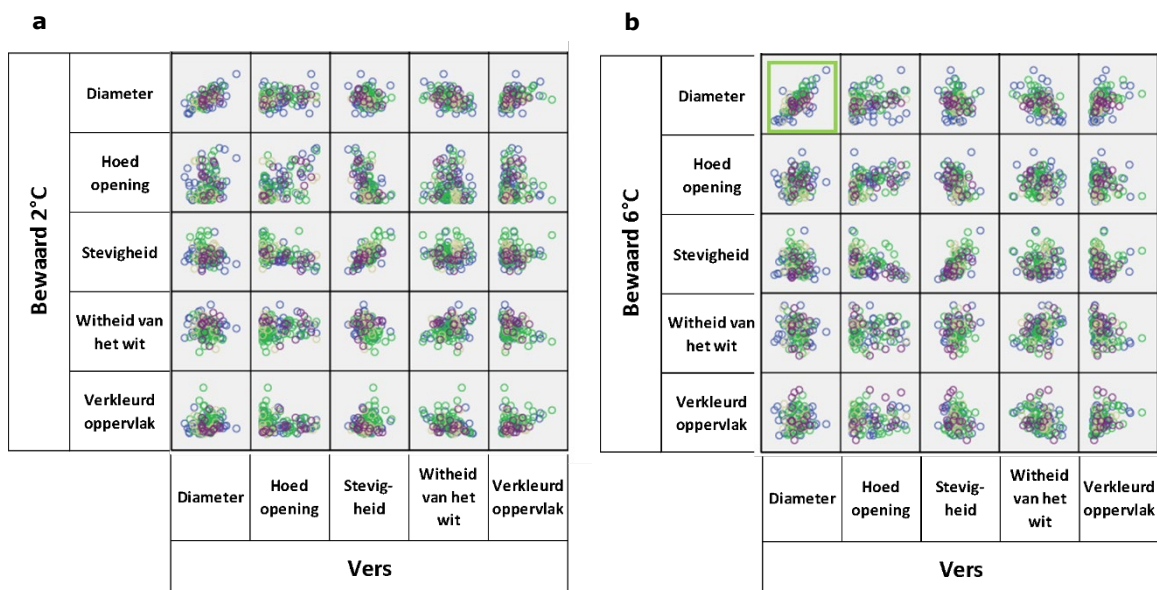 a
Bewaard 2°C
Diameter
Hoed
opening
Stevigheid
Witheid van
het wit
Verkleurd
oppervlak
Diameter
Hoed
opening
Stevig-
heid
Witheid
van het
wit
Verkleurd
oppervlak
Vers
b
Bewaard 6°C
Diameter
Hoed
opening
Stevigheid
Witheid van
het wit
Verkleurd
oppervlak
Diameter
Hoed
opening
Stevig-
heid
Witheid
van het
wit
Verkleurd
oppervlak
Vers